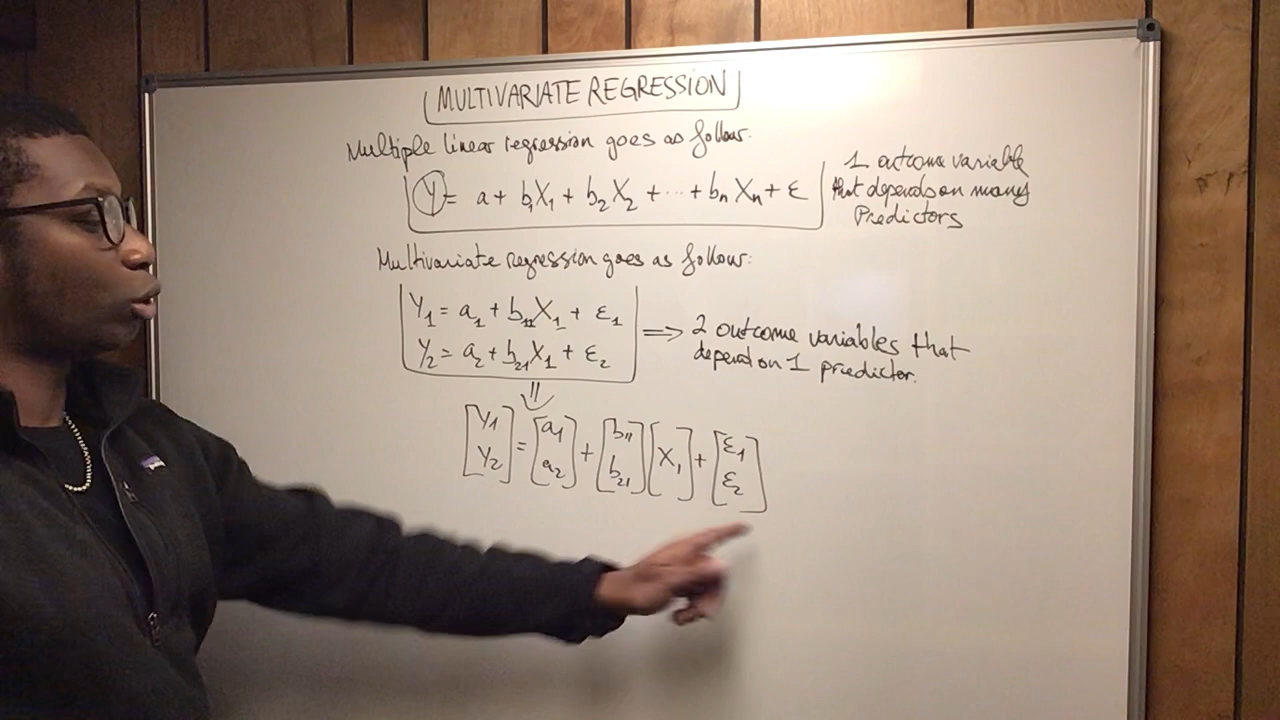 MULTIVARIATE REGRESSION
Multiple linear regression goes as follow.
Y = a + b₁X₁ + b₂X₂ + ... + bₙXₙ + ε
1 outcome variable
that depends on many
Predictors
Multivariate regression goes as follow:
Y₁ = a₁ + b₁₁X₁ + ε₁
Y₂ = a₂ + b₂₁X₁ + ε₂
⇒ 2 outcome variables that
depend on 1 predictor.
[Y₁ Y₂] = [a₁ a₂] + [b₁₁ b₂₁] [X₁] + [ε₁ ε₂]